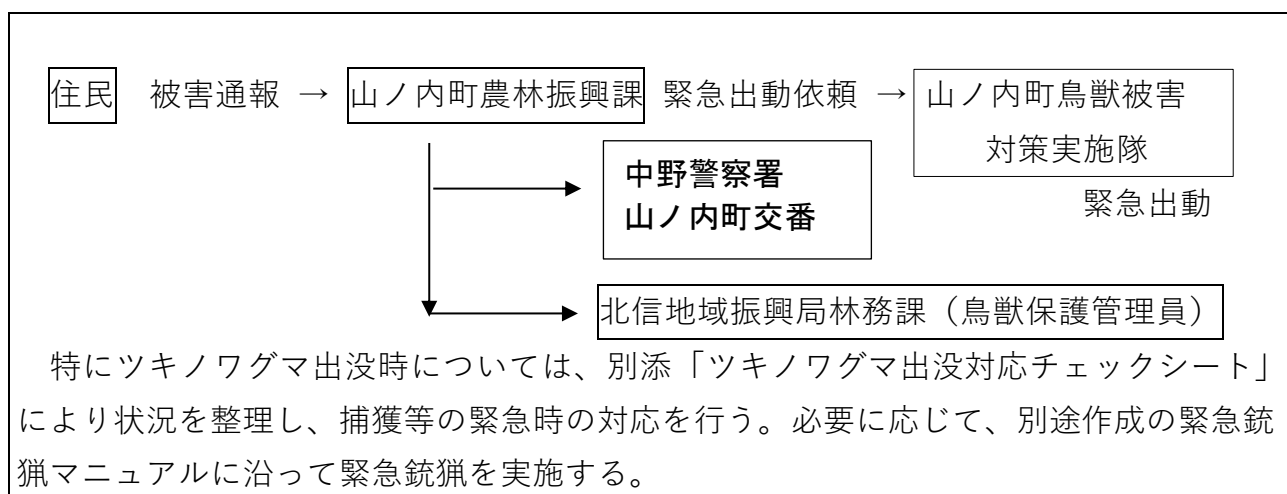 住民 被害通報 → 山ノ内町農林振興課 緊急出動依頼 → 山ノ内町鳥獣被害
対策実施隊
緊急出動
中野警察署
山ノ内町交番
北信地域振興局林務課（鳥獣保護管理員）
特にツキノワグマ出没時については、別添「ツキノワグマ出没対応チェックシート」
により状況を整理し、捕獲等の緊急時の対応を行う。必要に応じて、別途作成の緊急銃
猟マニュアルに沿って緊急銃猟を実施する。